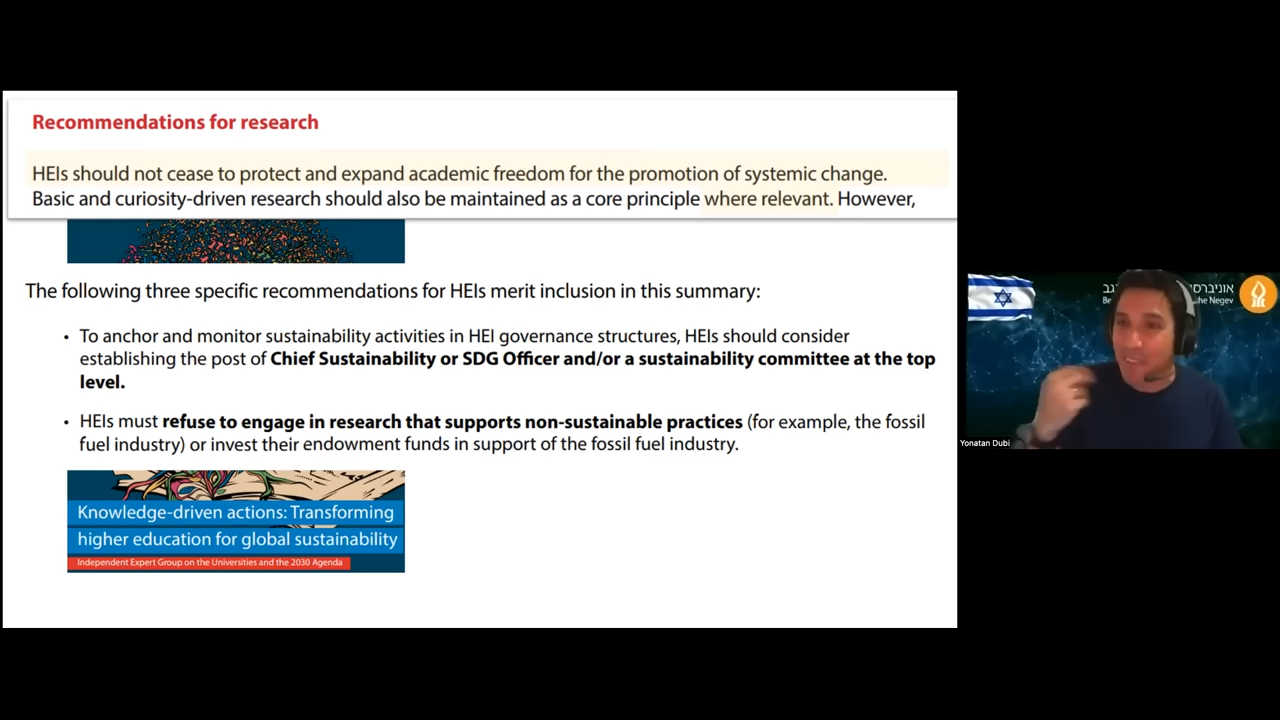 Recommendations for research
HEIs should not cease to protect and expand academic freedom for the promotion of systemic change.
Basic and curiosity-driven research should also be maintained as a core principle where relevant. However,
The following three specific recommendations for HEIs merit inclusion in this summary:
• To anchor and monitor sustainability activities in HEI governance structures, HEIs should consider
establishing the post of Chief Sustainability or SDG Officer and/or a sustainability committee at the top
level.
• HEIs must refuse to engage in research that supports non-sustainable practices (for example, the fossil
fuel industry) or invest their endowment funds in support of the fossil fuel industry.
Knowledge-driven actions: Transforming
higher education for global sustainability
Independent Expert Group on the Universities and the 2030 Agenda
Negev
Yonatan Dubi